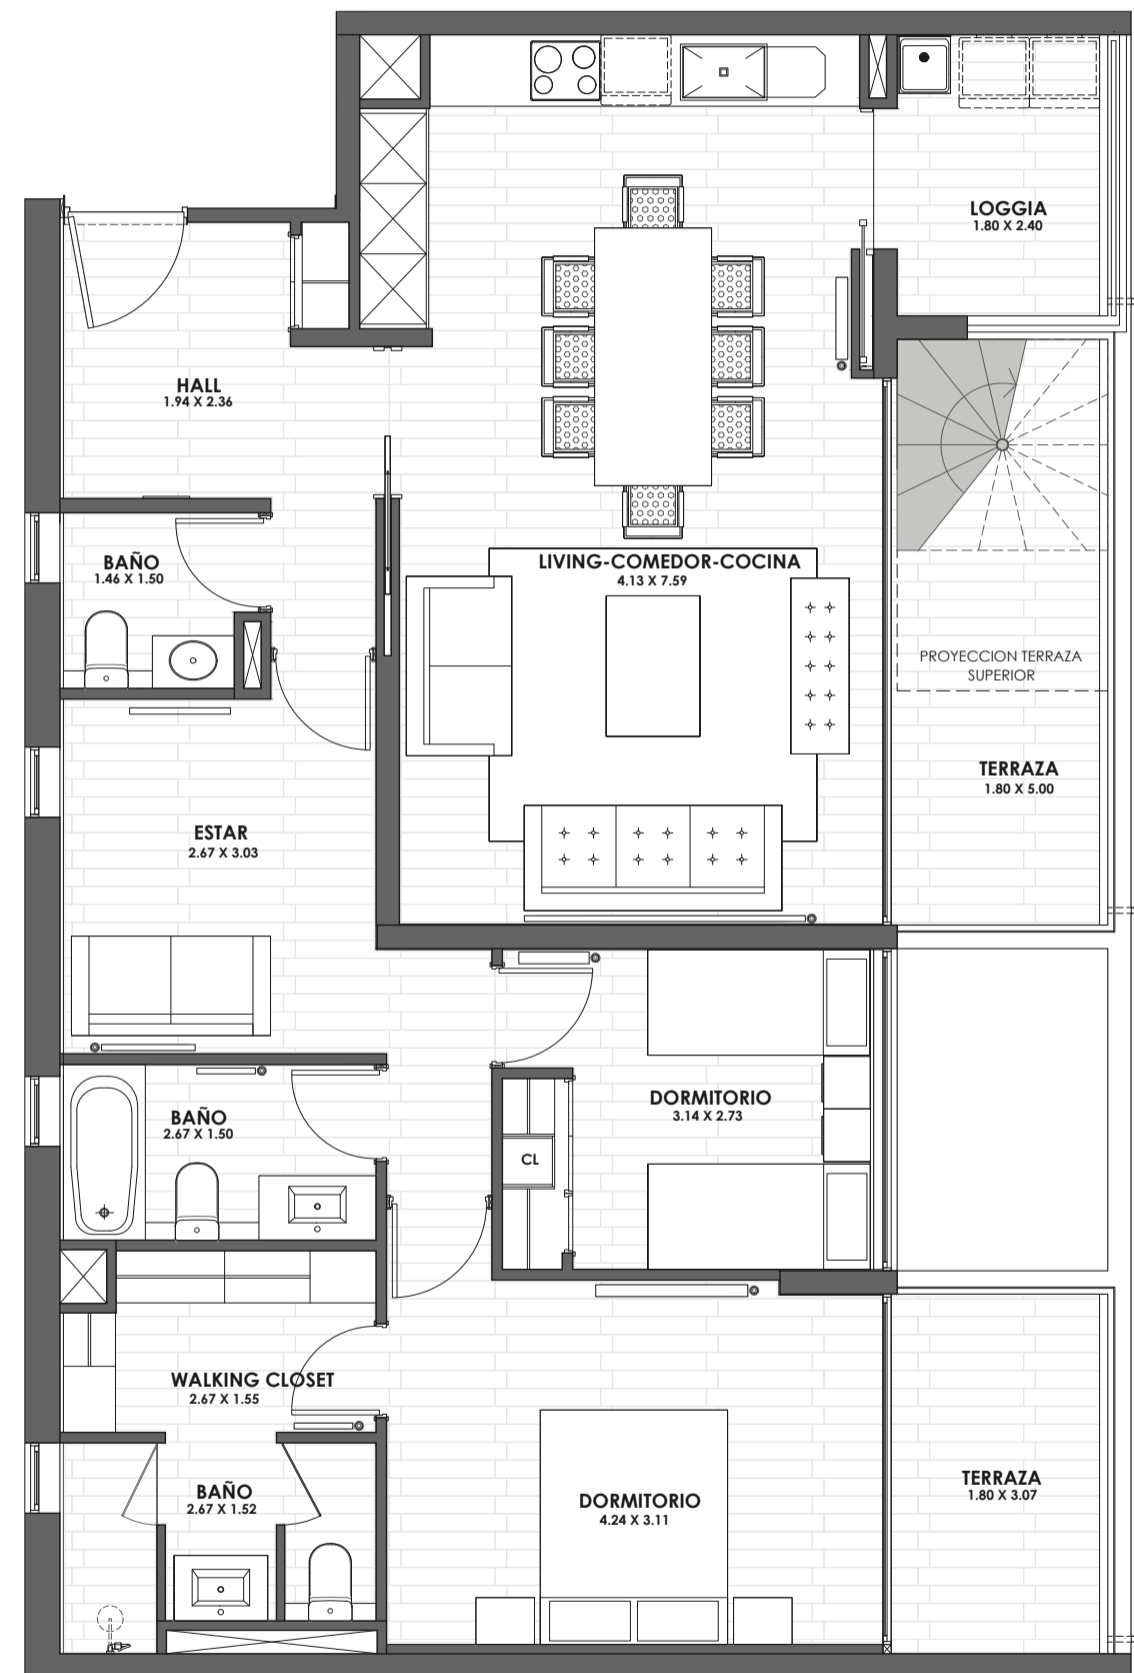 LOGGIA
1.80 X 2.40
HALL
1.94 X 2.36
BAÑO
1.46 X 1.50
LIVING-COMEDOR-COCINA
4.13 X 7.59
PROYECCION TERRAZA
SUPERIOR
TERRAZA
1.80 X 5.00
ESTAR
2.67 X 3.03
BAÑO
2.67 X 1.50
DORMITORIO
3.14 X 2.73
CL
WALKING CLOSET
2.67 X 1.55
BAÑO
2.67 X 1.52
DORMITORIO
4.24 X 3.11
TERRAZA
1.80 X 3.07